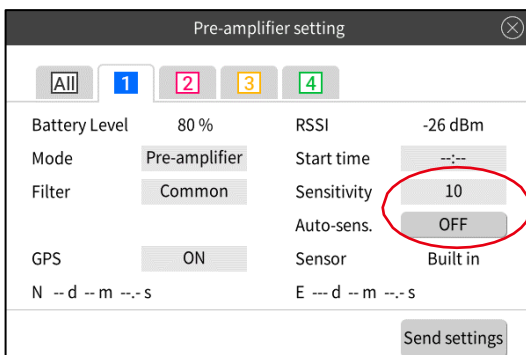 Pre-amplifier setting
All 1 2 3 4
Battery Level 80 % RSSI -26 dBm
Mode Pre-amplifier Start time --:--
Filter Common Sensitivity 10
Auto-sens. OFF
GPS ON Sensor Built in
N -- d -- m --.- s E --- d -- m --.- s
Send settings